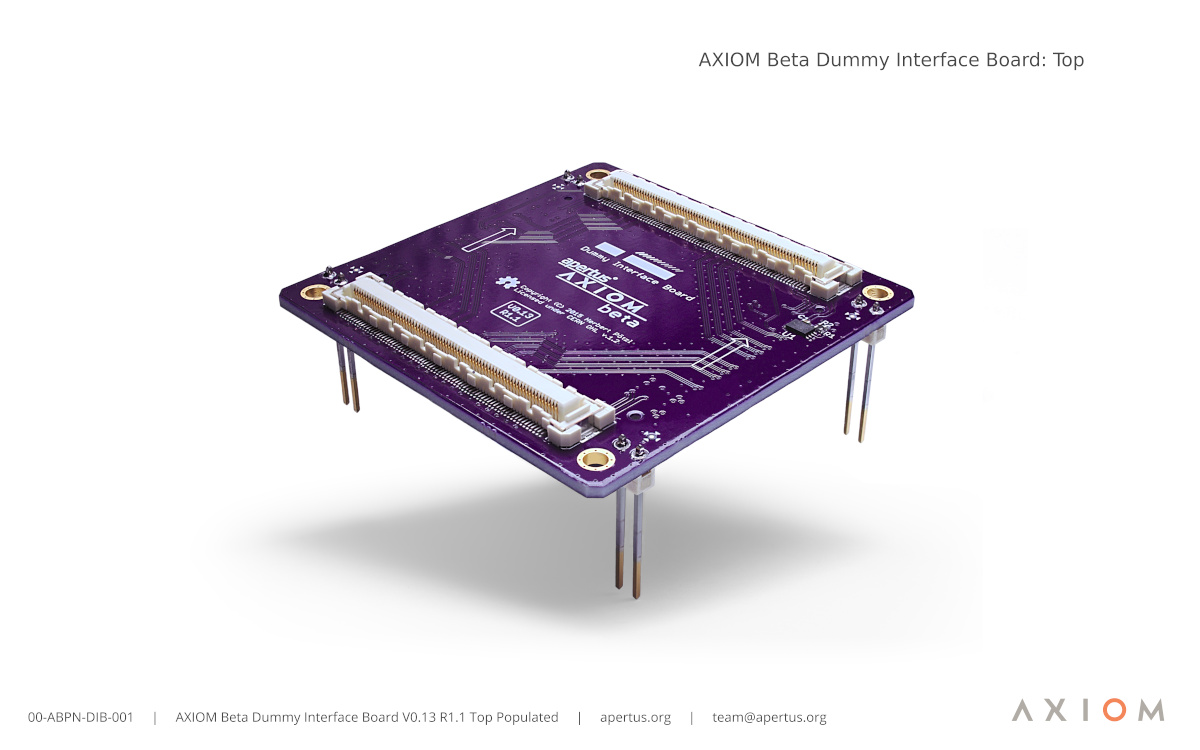 AXIOM Beta Dummy Interface Board: Top
Dummy Interface Board
apertus°
AXIOM
beta
Copyright (C) 2015 Herbert Pötzl
Licensed under CERN OHL v.1.2
V0.13
R1.1
00-ABPN-DIB-001 | AXIOM Beta Dummy Interface Board V0.13 R1.1 Top Populated | apertus.org | team@apertus.org
AXIOM